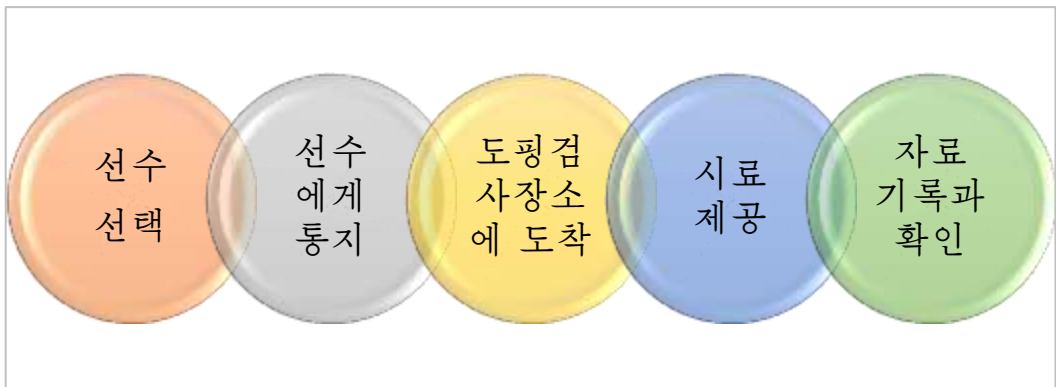 선수
선택
선수
에게
통지
도핑검
사장소
에 도착
시료
제공
자료
기록과
확인